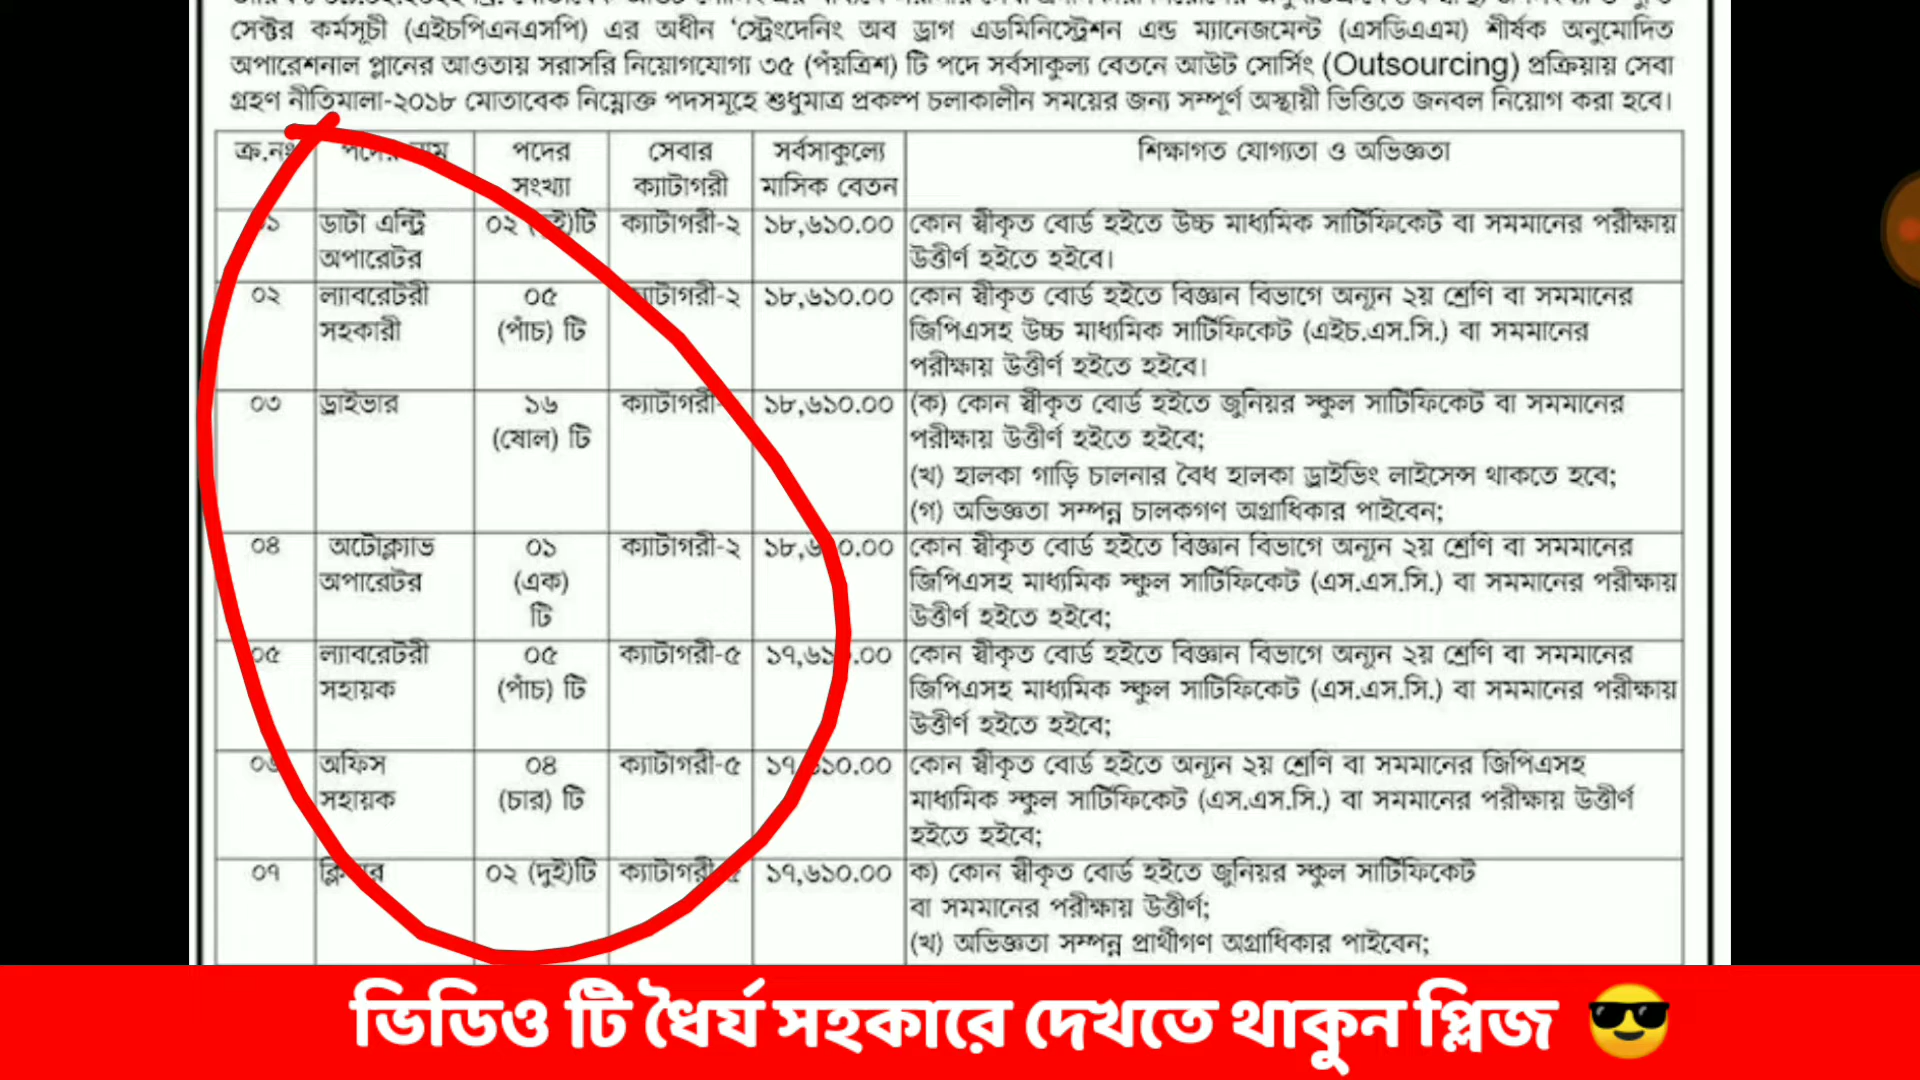 সেক্টর কর্মসূচী (এইচপিএনএসপি) এর অধীন ‘স্ট্রেংদেনিং অব ড্রাগ এডমিনিস্ট্রেশন এন্ড ম্যানেজমেন্ট (এসডিএএম) শীর্ষক অনুমোদিত
অপারেশনাল প্লানের আওতায় সরাসরি নিয়োগযোগ্য ৩৫ (পঁয়ত্রিশ) টি পদে সর্বসাকুল্য বেতনে আউট সোর্সিং (Outsourcing) প্রক্রিয়ায় সেবা
গ্রহণ নীতিমালা-২০১৮ মোতাবেক নিম্নোক্ত পদসমূহে শুধুমাত্র প্রকল্প চলাকালীন সময়ের জন্য সম্পূর্ণ অস্থায়ী ভিত্তিতে জনবল নিয়োগ করা হবে।
ক্র.নং পদের নাম পদের সংখ্যা সেবার ক্যাটাগরী সর্বসাকুল্যে মাসিক বেতন শিক্ষাগত যোগ্যতা ও অভিজ্ঞতা
০১ ডাটা এন্ট্রি অপারেটর ০২ (দুই)টি ক্যাটাগরী-২ ১৮,৬১০.০০ কোন স্বীকৃত বোর্ড হইতে উচ্চ মাধ্যমিক সার্টিফিকেট বা সমমানের পরীক্ষায়
উত্তীর্ণ হইতে হইবে।
০২ ল্যাবরেটরী সহকারী ০৫ (পাঁচ) টি ক্যাটাগরী-২ ১৮,৬১০.০০ কোন স্বীকৃত বোর্ড হইতে বিজ্ঞান বিভাগে অন্যূন ২য় শ্রেণি বা সমমানের
জিপিএসহ উচ্চ মাধ্যমিক সার্টিফিকেট (এইচ.এস.সি.) বা সমমানের
পরীক্ষায় উত্তীর্ণ হইতে হইবে।
০৩ ড্রাইভার ১৬ (ষোল) টি ক্যাটাগরী- ১৮,৬১০.০০ (ক) কোন স্বীকৃত বোর্ড হইতে জুনিয়র স্কুল সার্টিফিকেট বা সমমানের
পরীক্ষায় উত্তীর্ণ হইতে হইবে;
(খ) হালকা গাড়ি চালনার বৈধ হালকা ড্রাইভিং লাইসেন্স থাকতে হবে;
(গ) অভিজ্ঞতা সম্পন্ন চালকগণ অগ্রাধিকার পাইবেন;
০৪ অটোক্ল্যাভ অপারেটর ০১ (এক) টি ক্যাটাগরী-২ ১৮,৬১০.০০ কোন স্বীকৃত বোর্ড হইতে বিজ্ঞান বিভাগে অন্যূন ২য় শ্রেণি বা সমমানের
জিপিএসহ মাধ্যমিক স্কুল সার্টিফিকেট (এস.এস.সি.) বা সমমানের পরীক্ষায়
উত্তীর্ণ হইতে হইবে;
০৫ ল্যাবরেটরী সহায়ক ০৫ (পাঁচ) টি ক্যাটাগরী-৫ ১৭,৬১০.০০ কোন স্বীকৃত বোর্ড হইতে বিজ্ঞান বিভাগে অন্যূন ২য় শ্রেণি বা সমমানের
জিপিএসহ মাধ্যমিক স্কুল সার্টিফিকেট (এস.এস.সি.) বা সমমানের পরীক্ষায়
উত্তীর্ণ হইতে হইবে;
০৬ অফিস সহায়ক ০৪ (চার) টি ক্যাটাগরী-৫ ১৭,৬১০.০০ কোন স্বীকৃত বোর্ড হইতে অন্যূন ২য় শ্রেণি বা সমমানের জিপিএসহ
মাধ্যমিক স্কুল সার্টিফিকেট (এস.এস.সি.) বা সমমানের পরীক্ষায় উত্তীর্ণ
হইতে হইবে;
০৭ ক্লিনার ০২ (দুই)টি ক্যাটাগরী-৫ ১৭,৬১০.০০ ক) কোন স্বীকৃত বোর্ড হইতে জুনিয়র স্কুল সার্টিফিকেট
বা সমমানের পরীক্ষায় উত্তীর্ণ;
(খ) অভিজ্ঞতা সম্পন্ন প্রার্থীগণ অগ্রাধিকার পাইবেন;
ভিডিও টি ধৈর্য সহকারে দেখতে থাকুন প্লিজ 😎